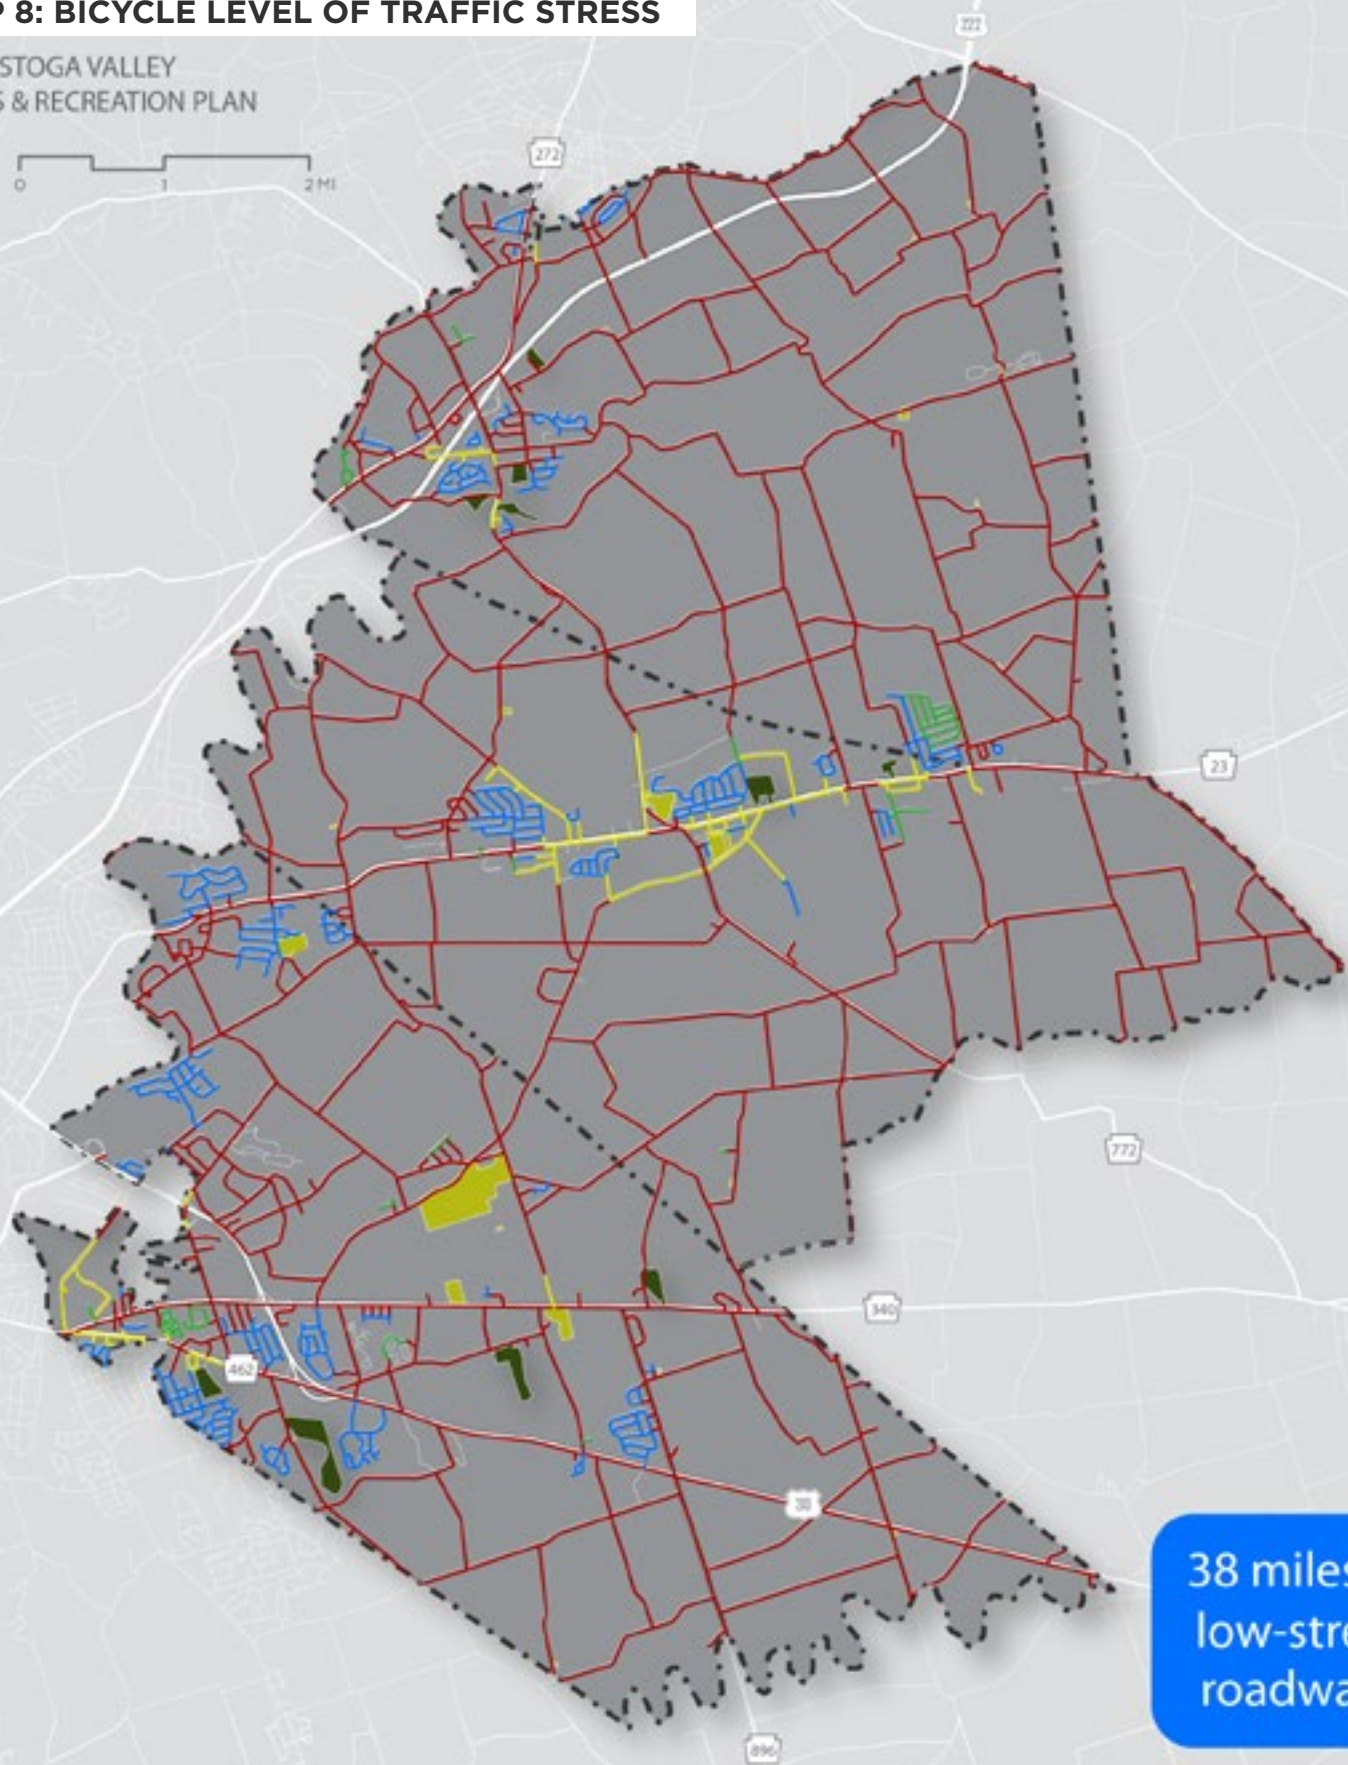 P 8: BICYCLE LEVEL OF TRAFFIC STRESS
STOGA VALLEY
S & RECREATION PLAN
0 1 2 MI
222
272
23
772
340
462
30
896
38 miles
low-stre
roadwa